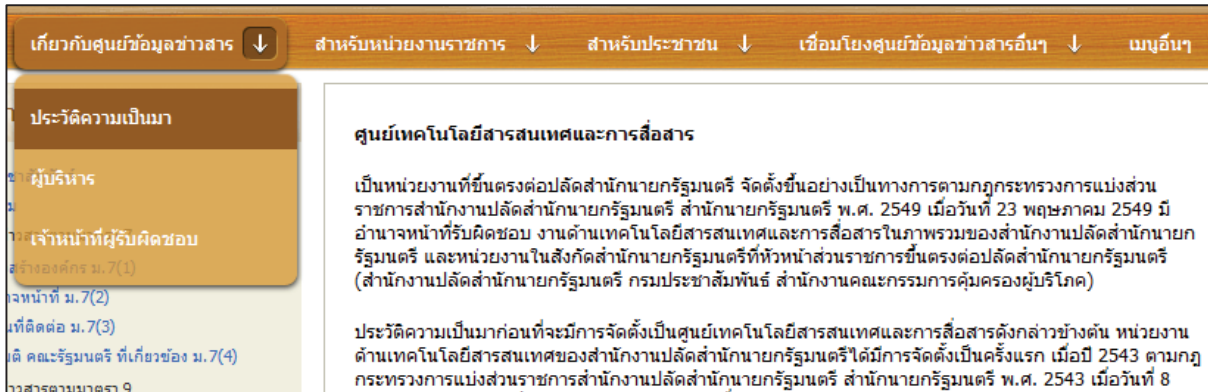 เกี่ยวกับศูนย์ข้อมูลข่าวสาร ↓ สำหรับหน่วยงานราชการ ↓ สำหรับประชาชน ↓ เชื่อมโยงศูนย์ข้อมูลข่าวสารอื่นๆ ↓ เมนูอื่นๆ
ประวัติความเป็นมา
ผู้บริหาร
เจ้าหน้าที่ผู้รับผิดชอบ
สร้างองค์กร ม.7(1)
หน้าที่ ม.7(2)
ที่ติดต่อ ม.7(3)
คณะรัฐมนตรี ที่เกี่ยวข้อง ม.7(4)
าวสารตามมาตรา 9
ศูนย์เทคโนโลยีสารสนเทศและการสื่อสาร
เป็นหน่วยงานที่ขึ้นตรงต่อปลัดสำนักนายกรัฐมนตรี จัดตั้งขึ้นอย่างเป็นทางการตามกฎกระทรวงการแบ่งส่วน
ราชการสำนักงานปลัดสำนักนายกรัฐมนตรี สำนักนายกรัฐมนตรี พ.ศ. 2549 เมื่อวันที่ 23 พฤษภาคม 2549 มี
อำนาจหน้าที่รับผิดชอบ งานด้านเทคโนโลยีสารสนเทศและการสื่อสารในภาพรวมของสำนักงานปลัดสำนักนายก
รัฐมนตรี และหน่วยงานในสังกัดสำนักนายกรัฐมนตรีที่หัวหน้าส่วนราชการขึ้นตรงต่อปลัดสำนักนายกรัฐมนตรี
(สำนักงานปลัดสำนักนายกรัฐมนตรี กรมประชาสัมพันธ์ สำนักงานคณะกรรมการคุ้มครองผู้บริโภค)
ประวัติความเป็นมาก่อนที่จะมีการจัดตั้งเป็นศูนย์เทคโนโลยีสารสนเทศและการสื่อสารดังกล่าวข้างต้น หน่วยงาน
ด้านเทคโนโลยีสารสนเทศของสำนักงานปลัดสำนักนายกรัฐมนตรีได้มีการจัดตั้งเป็นครั้งแรก เมื่อปี 2543 ตามกฎ
กระทรวงการแบ่งส่วนราชการสำนักงานปลัดสำนักนายกรัฐมนตรี สำนักนายกรัฐมนตรี พ.ศ. 2543 เมื่อวันที่ 8